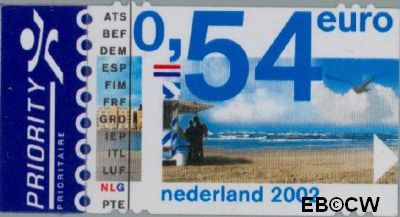 PRIORITY
PRIORITAIRE
ATS
BEF
DEM
ESP
FIM
FRF
GRD
IEP
ITL
LUF
NLG
PTE
0,54 euro
nederland 2002
EB©CW